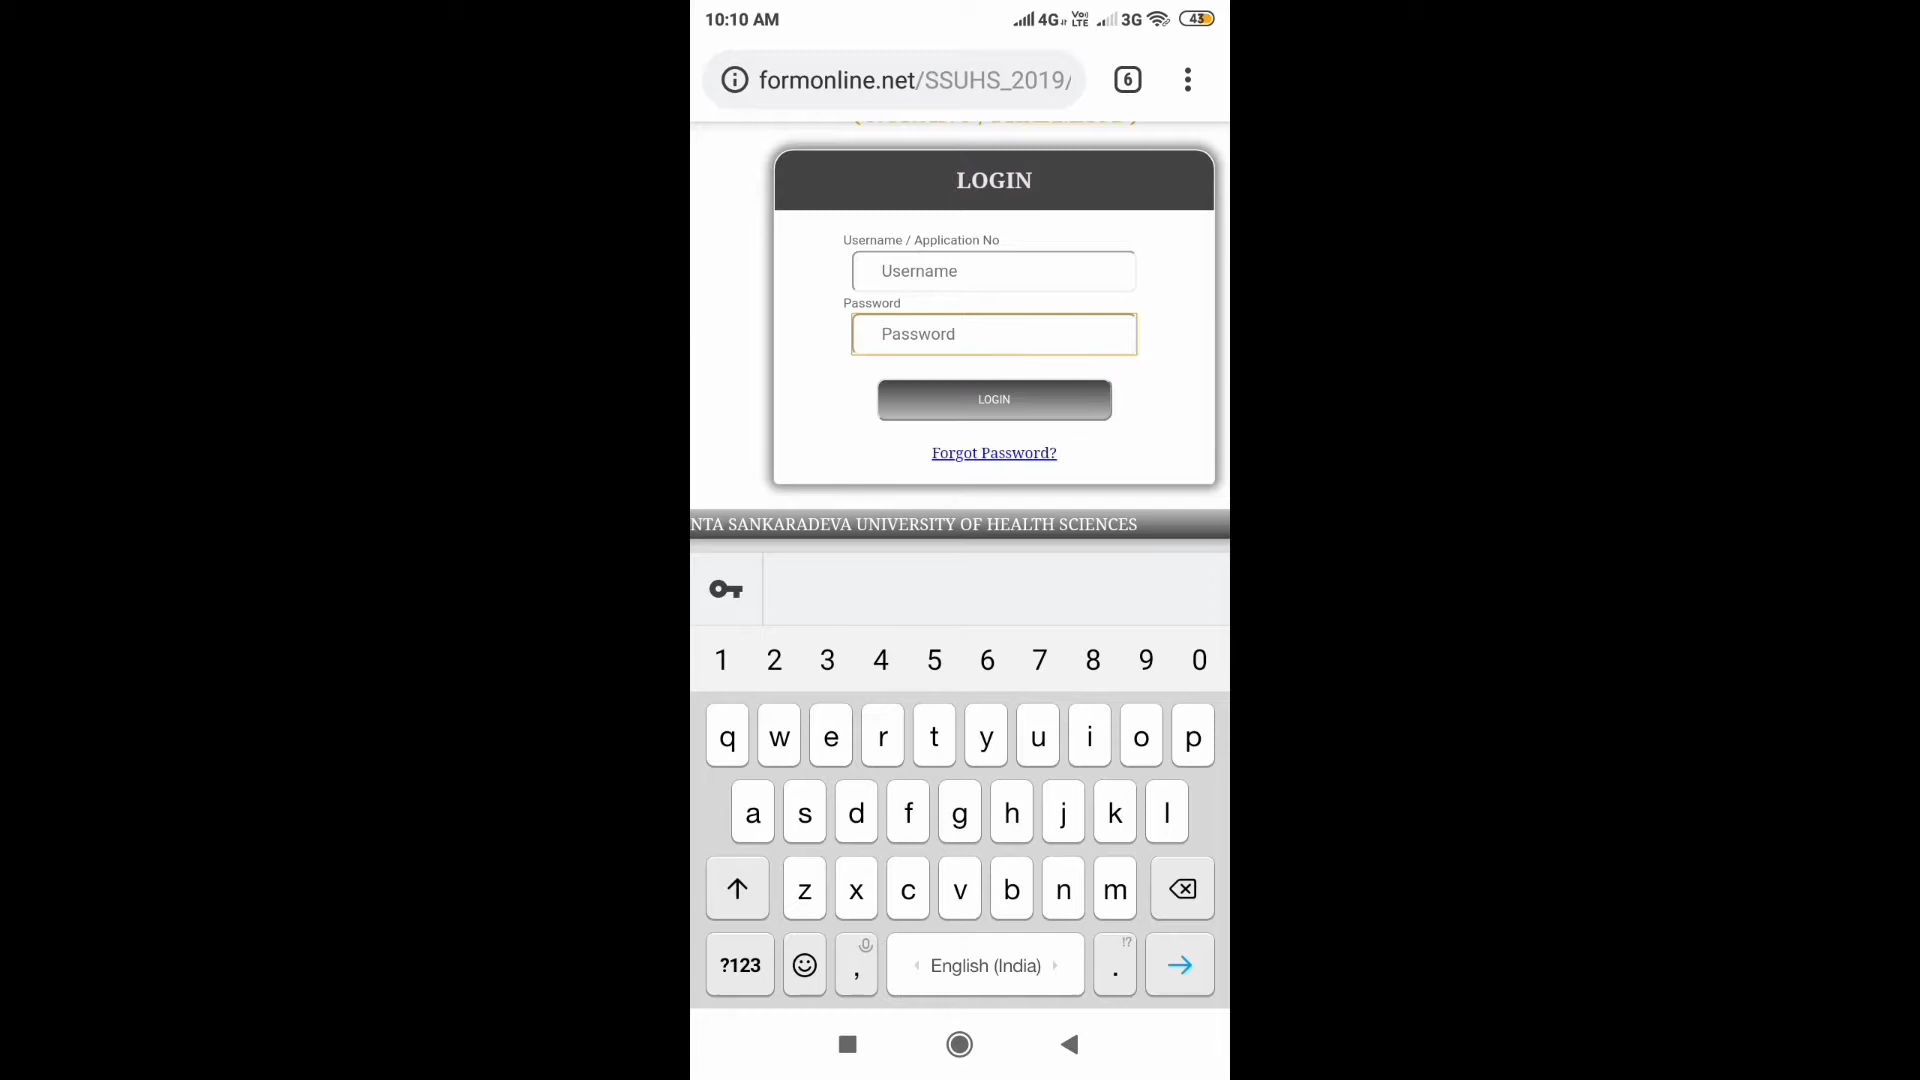 10:10 AM 4G Vo) LTE 3G 43
formonline.net/SSUHS_2019/ 6
LOGIN
Username / Application No
Username
Password
Password
LOGIN
Forgot Password?
NTA SANKARADEVA UNIVERSITY OF HEALTH SCIENCES
1 2 3 4 5 6 7 8 9 0
q w e r t y u i o p
a s d f g h j k l
z x c v b n m
?123 , English (India) . !?